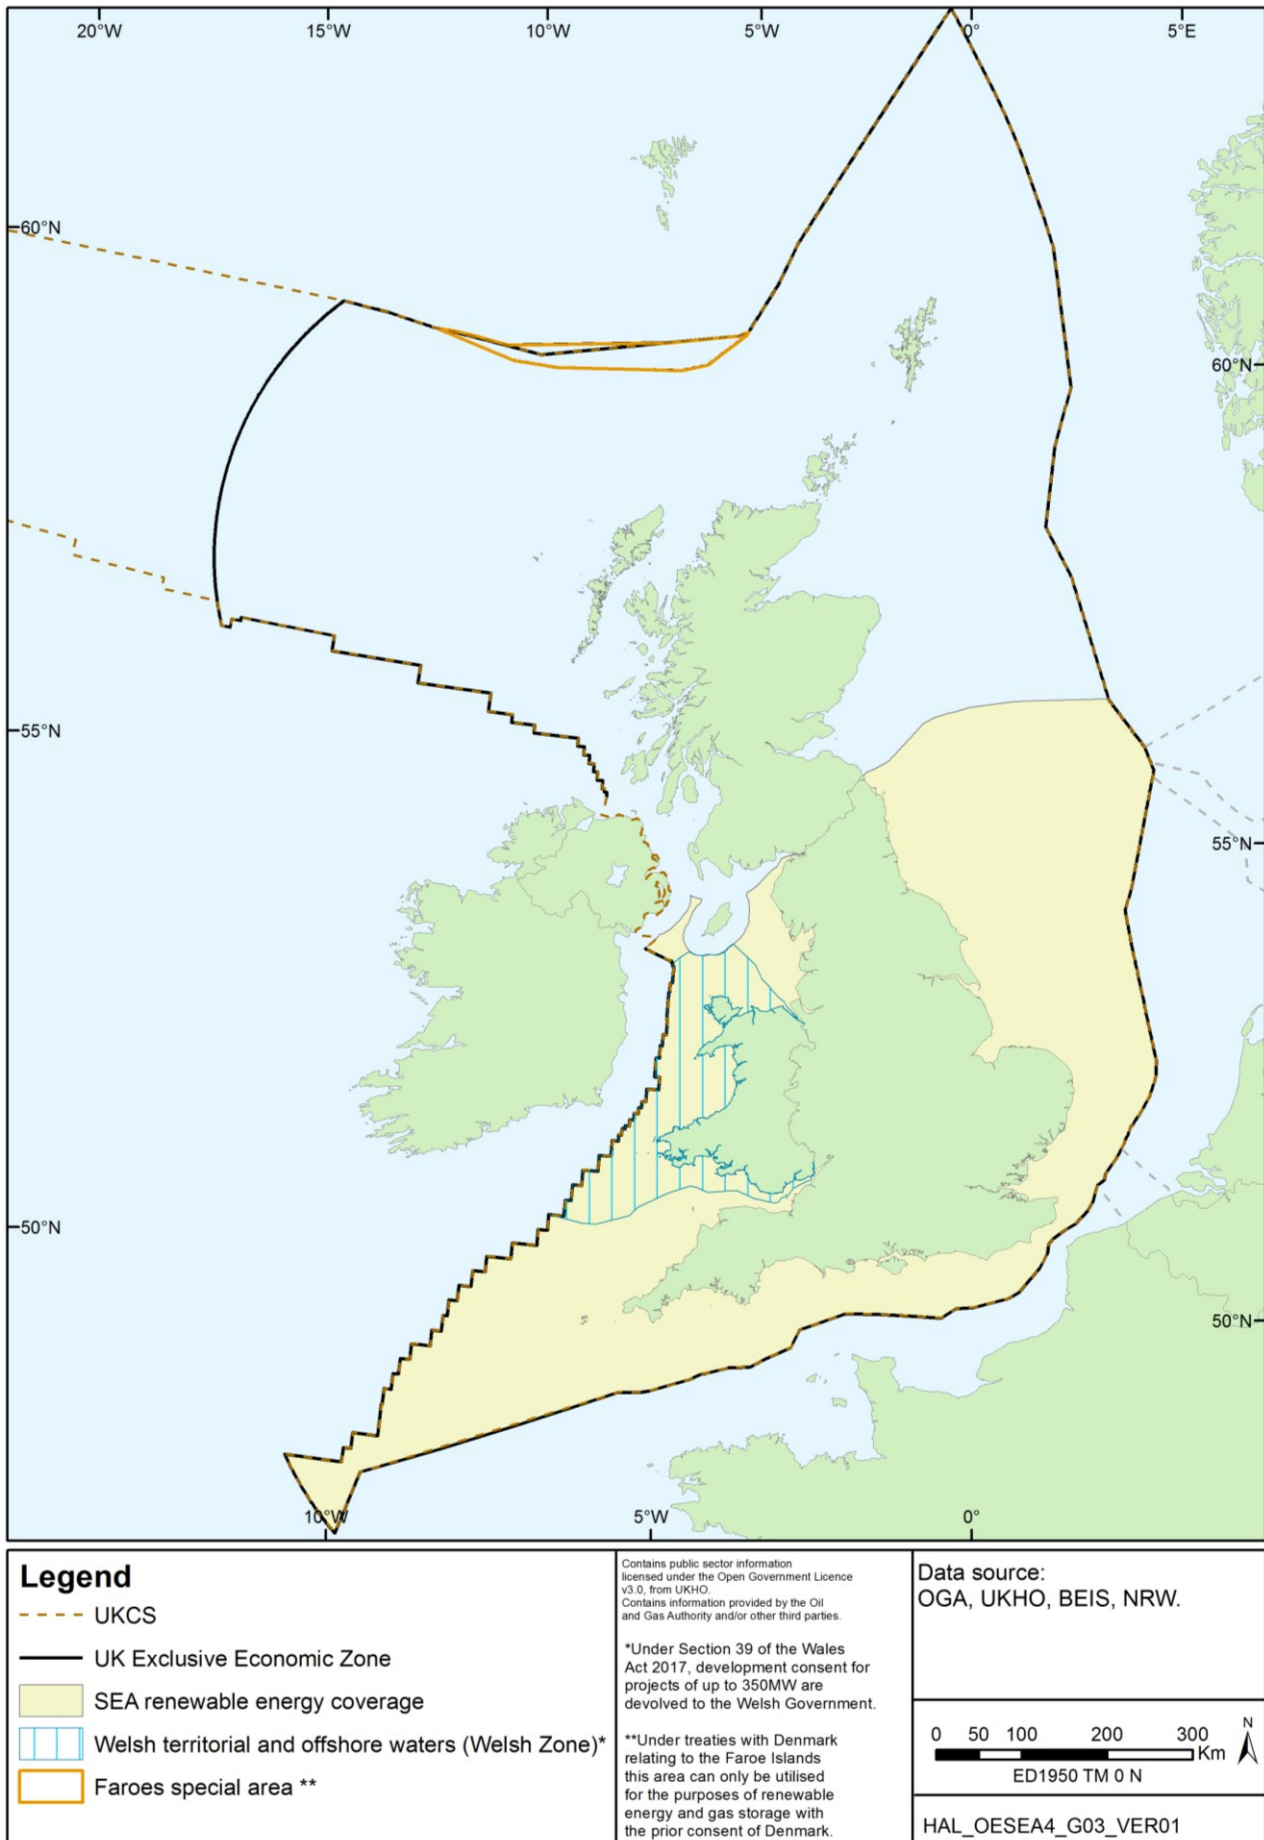 20°W
15°W
10°W
5°W
0°
5°E
60°N
60°N
55°N
55°N
50°N
50°N
10°W
5°W
0°
Legend
UKCS
UK Exclusive Economic Zone
SEA renewable energy coverage
Welsh territorial and offshore waters (Welsh Zone)*
Faroes special area **
Contains public sector information
licensed under the Open Government Licence
v3.0, from UKHO.
Contains information provided by the Oil
and Gas Authority and/or other third parties.
*Under Section 39 of the Wales
Act 2017, development consent for
projects of up to 350MW are
devolved to the Welsh Government.
**Under treaties with Denmark
relating to the Faroe Islands
this area can only be utilised
for the purposes of renewable
energy and gas storage with
the prior consent of Denmark.
Data source:
OGA, UKHO, BEIS, NRW.
0 50 100 200 300
Km
N
ED1950 TM 0 N
HAL_OESEA4_G03_VER01